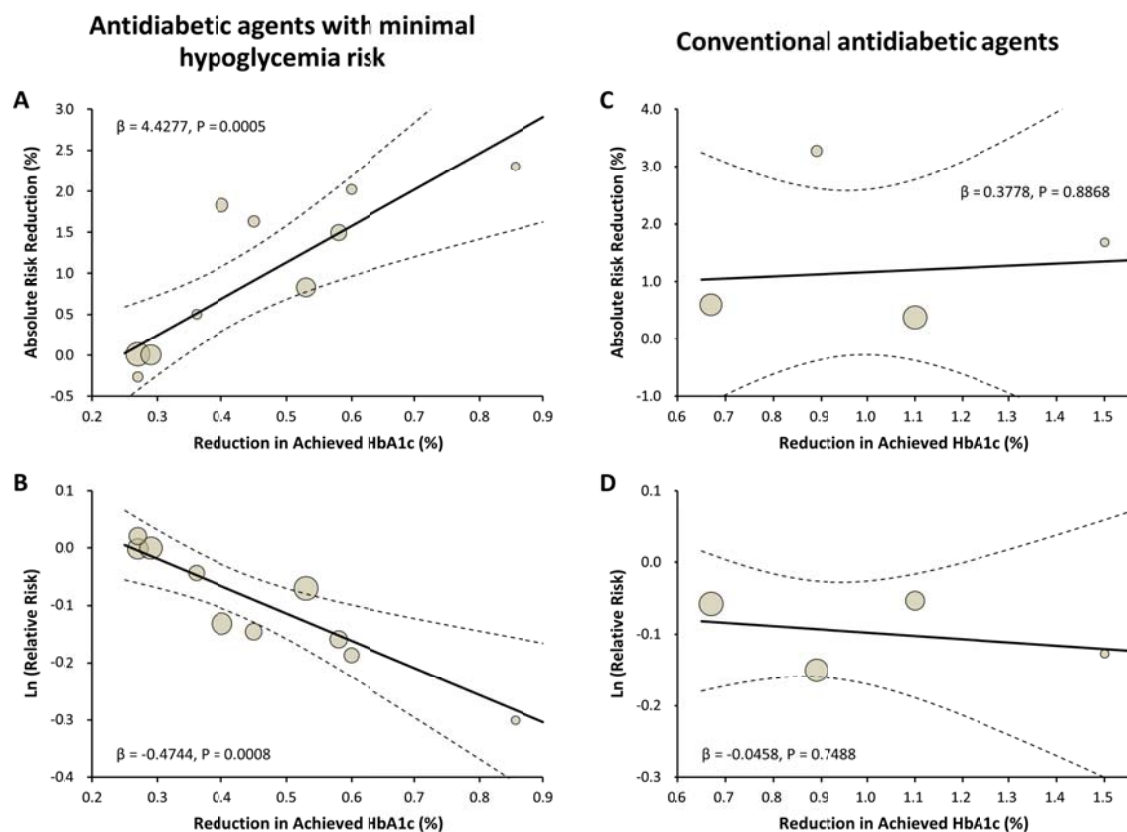 Antidiabetic agents with minimal
hypoglycemia risk
Conventional antidiabetic agents
A
β = 4.4277, P = 0.0005
Absolute Risk Reduction (%)
3.0
2.5
2.0
1.5
1.0
0.5
0.0
-0.5
0.2 0.3 0.4 0.5 0.6 0.7 0.8 0.9
Reduction in Achieved HbA1c (%)
C
β = 0.3778, P = 0.8868
Absolute Risk Reduction (%)
4.0
3.0
2.0
1.0
0.0
-1.0
0.6 0.7 0.8 0.9 1.0 1.1 1.2 1.3 1.4 1.5
Reduction in Achieved HbA1c (%)
B
β = -0.4744, P = 0.0008
Ln (Relative Risk)
0.1
0.0
-0.1
-0.2
-0.3
-0.4
0.2 0.3 0.4 0.5 0.6 0.7 0.8 0.9
Reduction in Achieved HbA1c (%)
D
β = -0.0458, P = 0.7488
Ln (Relative Risk)
0.1
0.0
-0.1
-0.2
-0.3
0.6 0.7 0.8 0.9 1.0 1.1 1.2 1.3 1.4 1.5
Reduction in Achieved HbA1c (%)